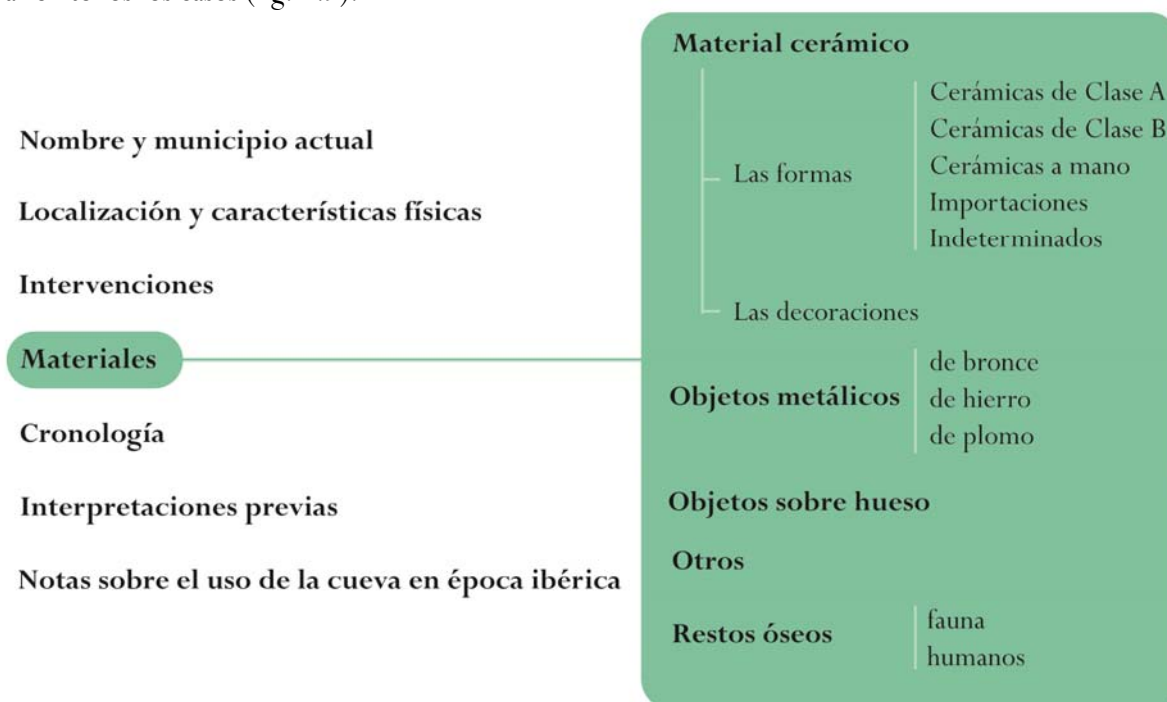 Nombre y municipio actual
Localización y características físicas
Intervenciones
Materiales
Cronología
Interpretaciones previas
Notas sobre el uso de la cueva en época ibérica
Material cerámico
Las formas
Cerámicas de Clase A
Cerámicas de Clase B
Cerámicas a mano
Importaciones
Indeterminados
Las decoraciones
Objetos metálicos
de bronce
de hierro
de plomo
Objetos sobre hueso
Otros
Restos óseos
fauna
humanos